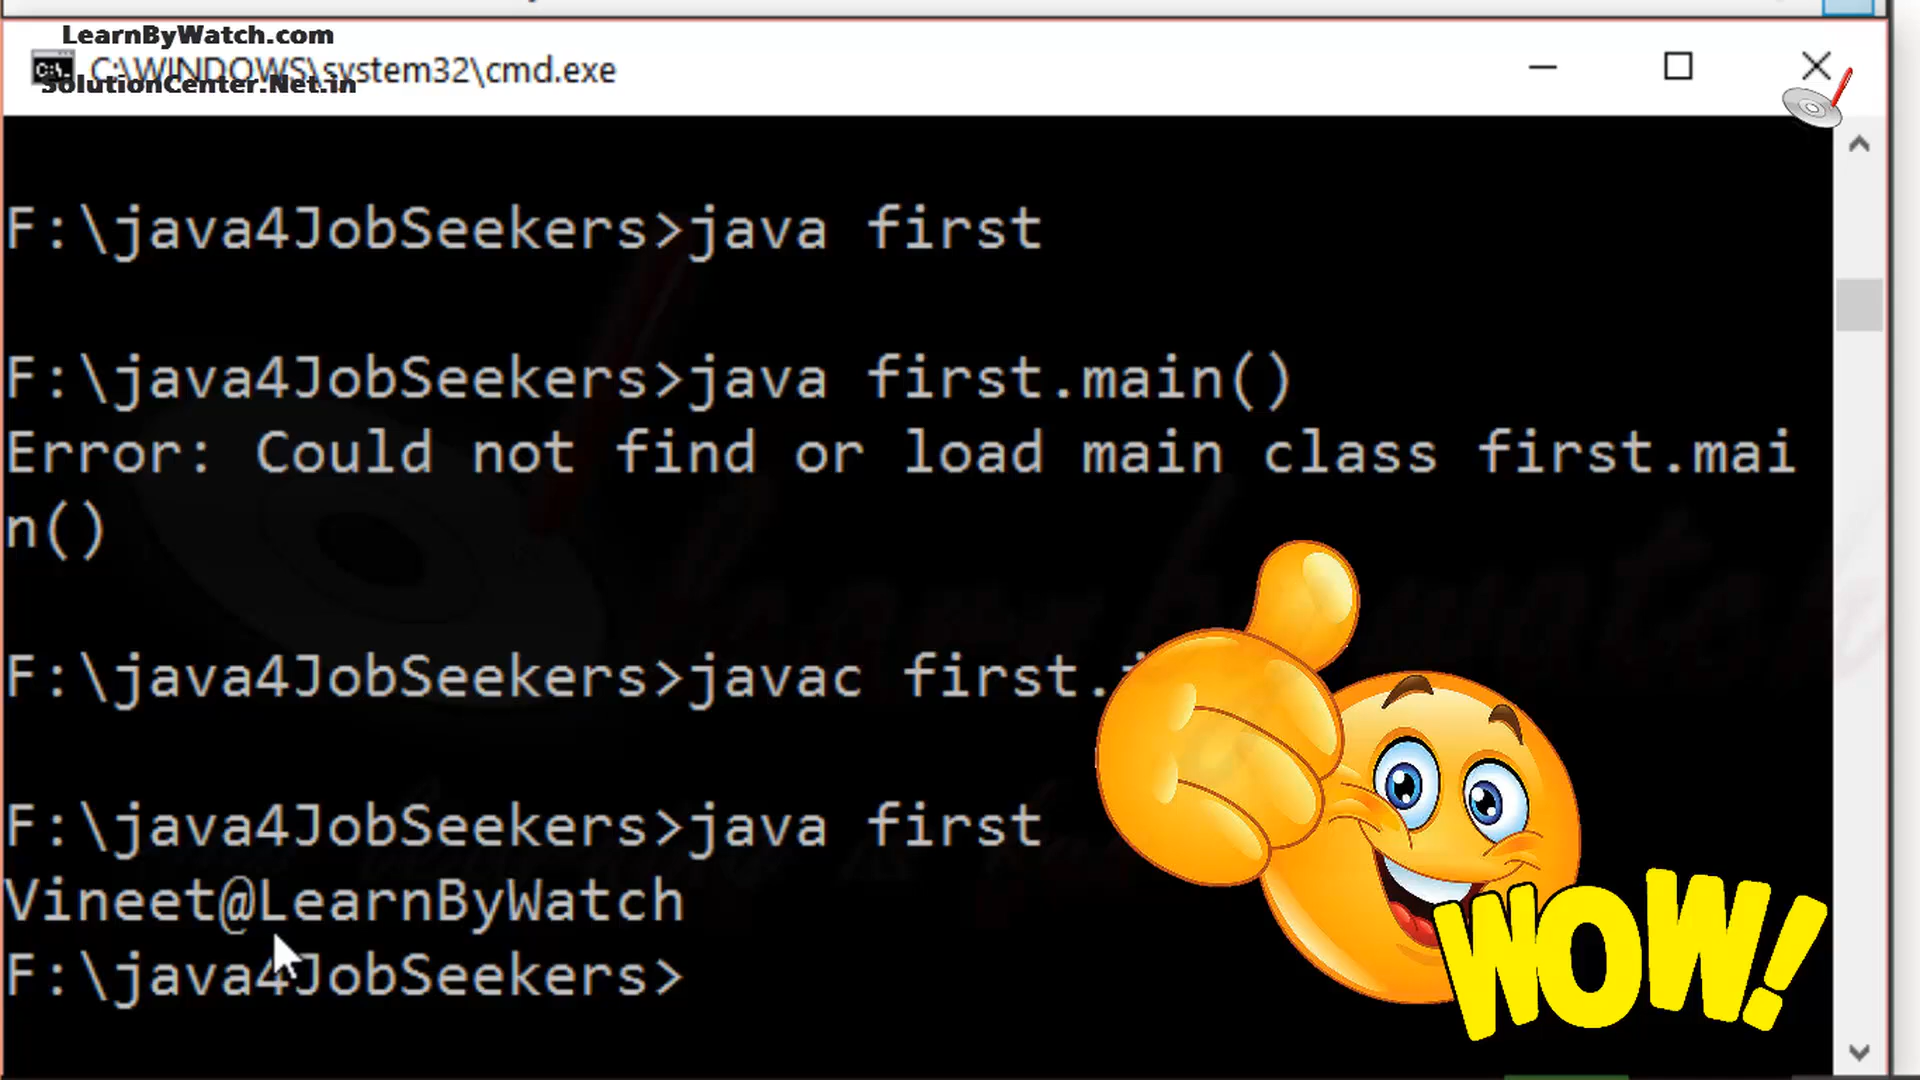 LearnByWatch.com
C:\WINDOWS\system32\cmd.exe
SolutionCenter.Net.in
F:\java4JobSeekers>java first
F:\java4JobSeekers>java first.main()
Error: Could not find or load main class first.mai
n()
F:\java4JobSeekers>javac first.
F:\java4JobSeekers>java first
Vineet@LearnByWatch
F:\java4JobSeekers>
WOW!